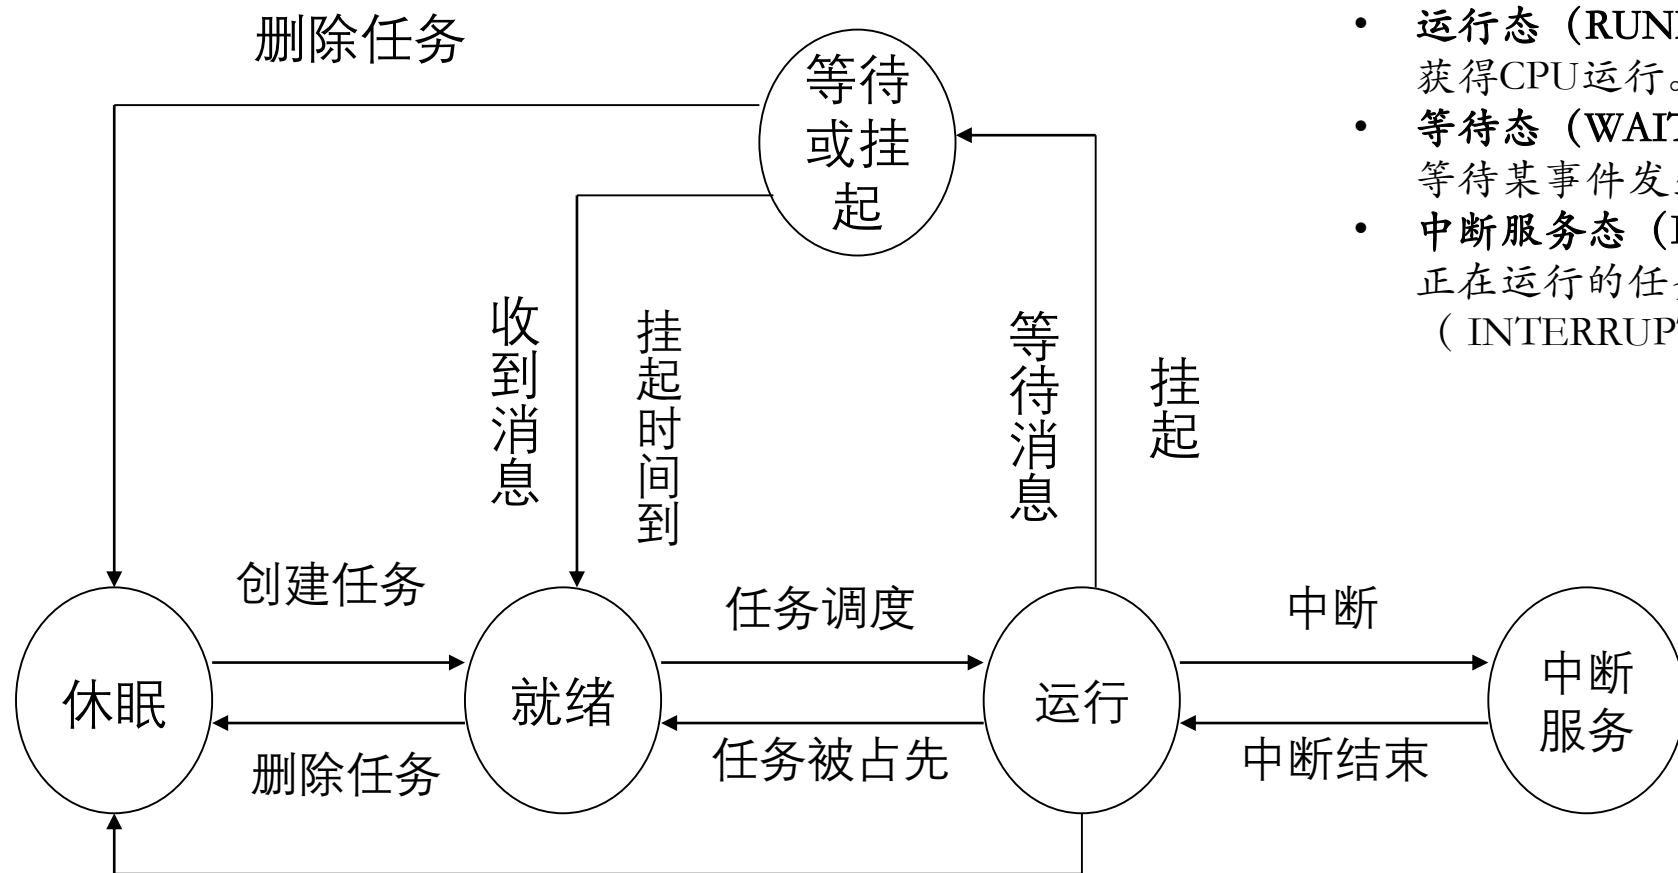 删除任务
等待
或挂
起
收到消息
挂起时间到
等待消息
挂起
创建任务
任务调度
中断
休眠
就绪
运行
中断
服务
删除任务
任务被占先
中断结束
• 运行态（RUN
获得CPU运行。
• 等待态（WAIT
等待某事件发
• 中断服务态（I
正在运行的任
（ INTERRUP